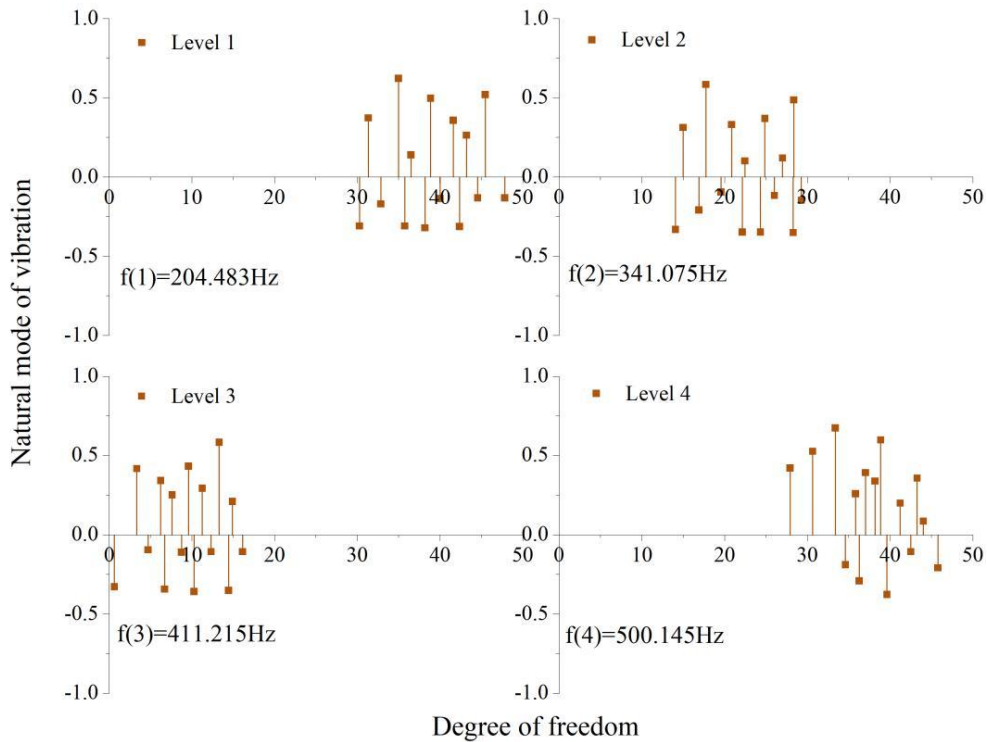 Natural mode of vibration
1.0
Level 1
0.5
0.0
0 10 20 30 40 50
-0.5
f(1)=204.483Hz
-1.0
1.0
Level 2
0.5
0.0
0 10 20 30 40 50
-0.5
f(2)=341.075Hz
-1.0
1.0
Level 3
0.5
0.0
0 10 20 30 40 50
-0.5
f(3)=411.215Hz
-1.0
1.0
Level 4
0.5
0.0
0 10 20 30 40 50
-0.5
f(4)=500.145Hz
-1.0
Degree of freedom